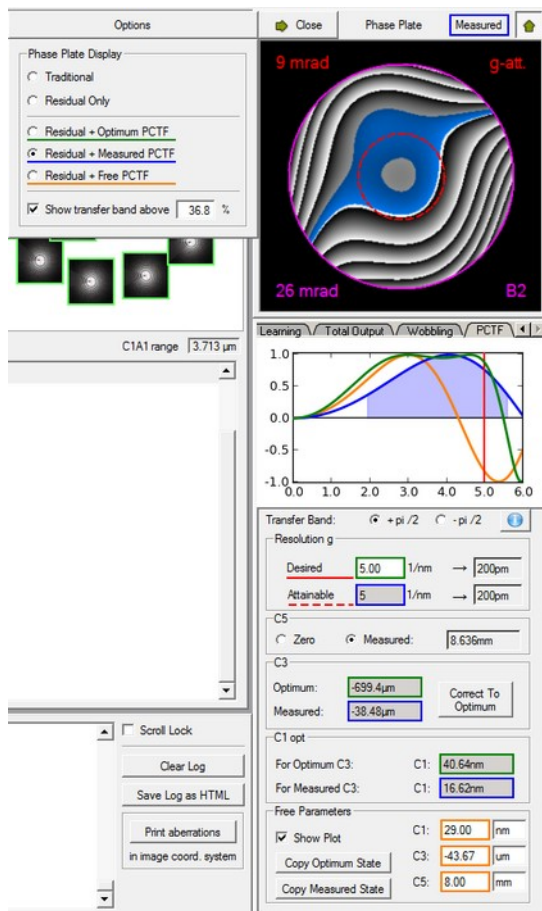 Options
Phase Plate Display
Traditional
Residual Only
Residual + Optimum PCTF
Residual + Measured PCTF
Residual + Free PCTF
Show transfer band above 36.8 %
C1A1 range 3.713 µm
Scroll Lock
Clear Log
Save Log as HTML
Print aberrations
in image coord. system
Close Phase Plate Measured
9 mrad g-att.
26 mrad B2
Learning Total Output Wobbling PCTF
1.0
0.5
0.0
-0.5
-1.0
0.0 1.0 2.0 3.0 4.0 5.0 6.0
Transfer Band: + pi /2 - pi /2
Resolution g
Desired 5.00 1/nm → 200pm
Attainable 5 1/nm → 200pm
C5
Zero Measured: 8.636mm
C3
Optimum: -699.4µm
Measured: -38.48µm
Correct To
Optimum
C1 opt
For Optimum C3: C1: 40.64nm
For Measured C3: C1: 16.62nm
Free Parameters
Show Plot
Copy Optimum State
Copy Measured State
C1: 29.00 nm
C3: -43.67 um
C5: 8.00 mm